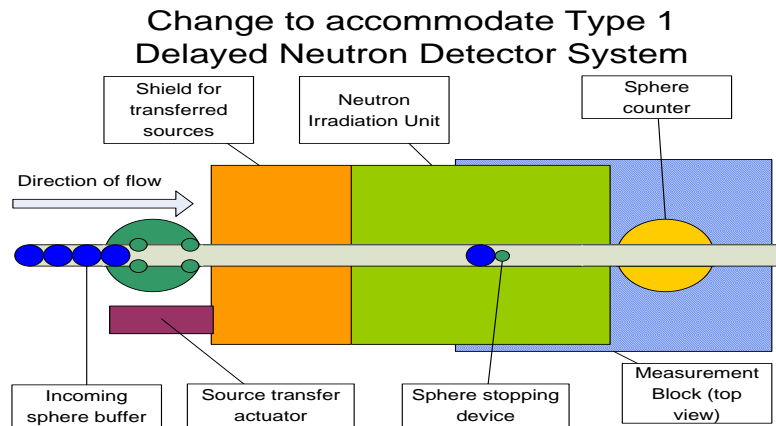 Change to accommodate Type 1
Delayed Neutron Detector System
Shield for
transferred
sources
Neutron
Irradiation Unit
Sphere
counter
Direction of flow
Incoming
sphere buffer
Source transfer
actuator
Sphere stopping
device
Measurement
Block (top
view)